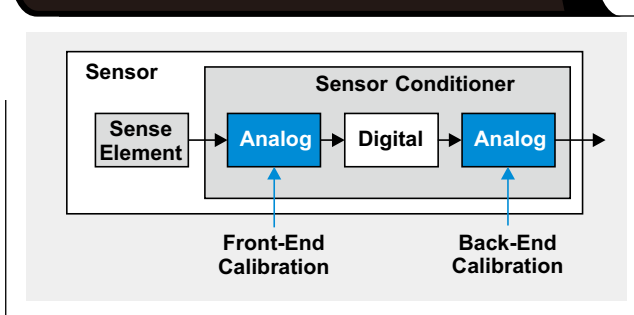 Sensor
Sensor Conditioner
Sense
Element
Analog
Digital
Analog
Front-End
Calibration
Back-End
Calibration